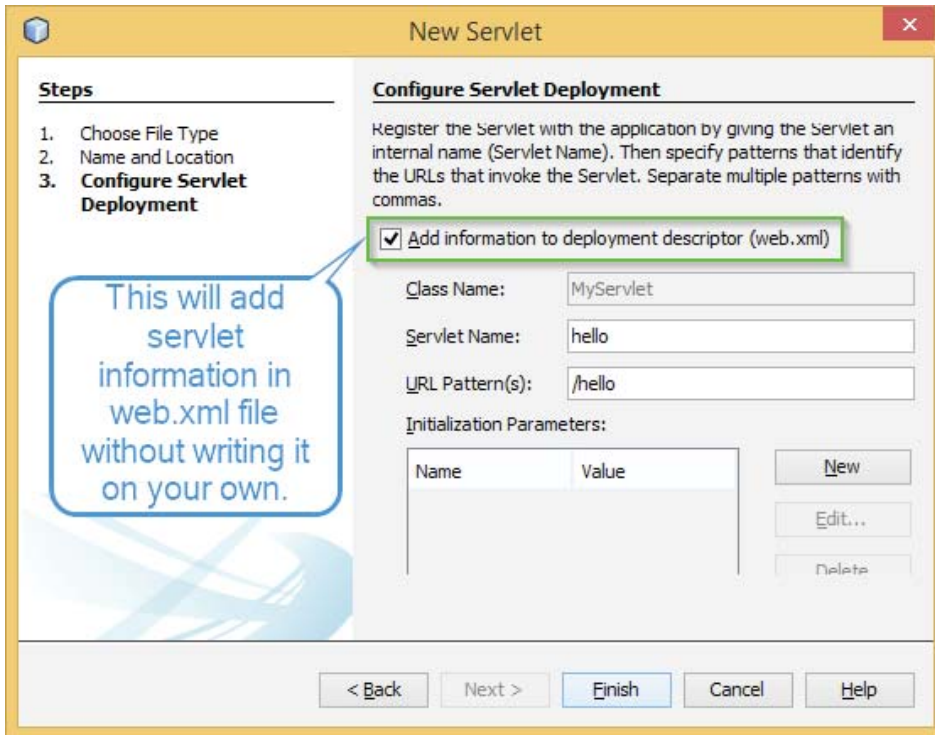 New Servlet
Steps
1. Choose File Type
2. Name and Location
3. Configure Servlet
Deployment
This will add
servlet
information in
web.xml file
without writing it
on your own.
Configure Servlet Deployment
Register the Servlet with the application by giving the Servlet an
internal name (Servlet Name). Then specify patterns that identify
the URLs that invoke the Servlet. Separate multiple patterns with
commas.
Add information to deployment descriptor (web.xml)
Class Name: MyServlet
Servlet Name: hello
URL Pattern(s): /hello
Initialization Parameters:
Name Value
New
Edit...
Delete
< Back Next > Finish Cancel Help